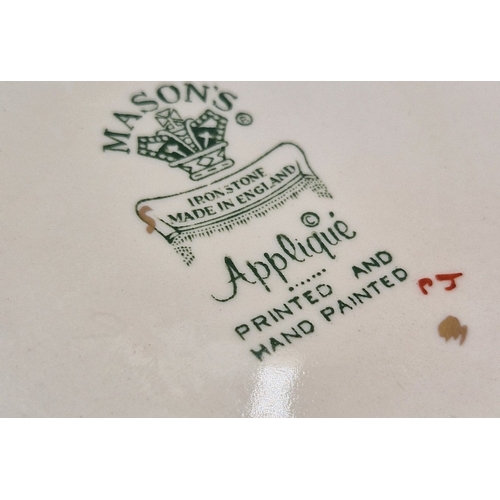 MASON'S ®
IRONSTONE
MADE IN ENGLAND
©
Appliqué
PRINTED AND
HAND PAINTED
PJ